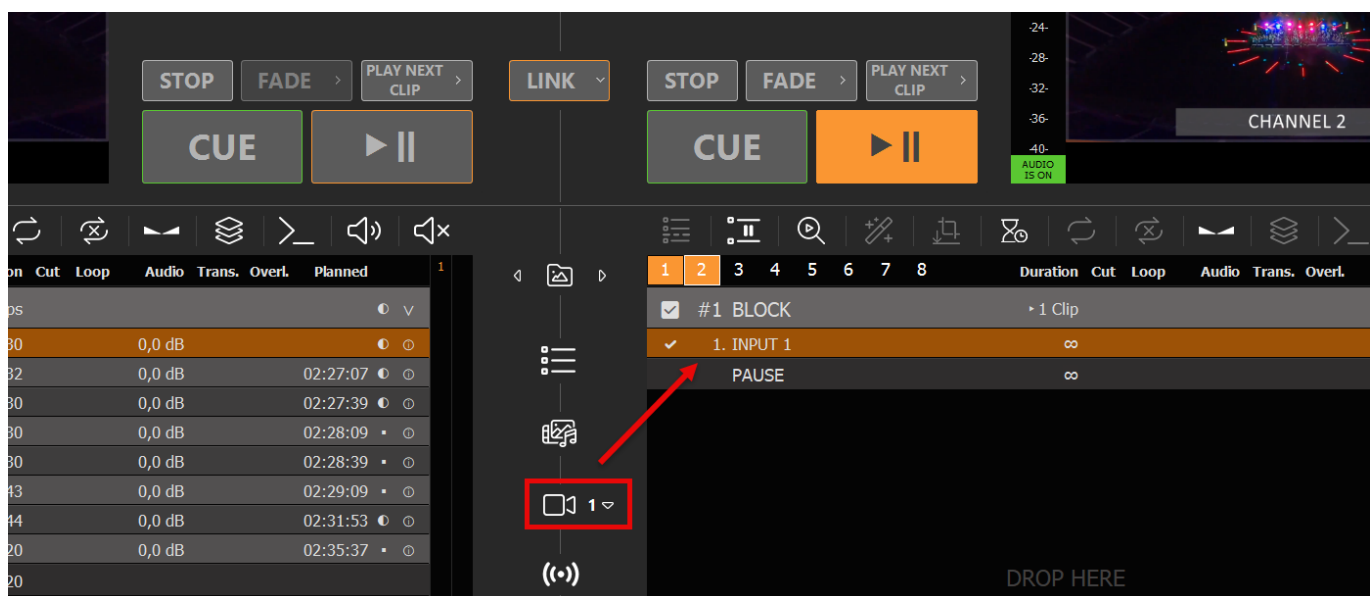 -24-
-28-
-32-
-36-
-40-
AUDIO
IS ON
CHANNEL 2
STOP FADE PLAY NEXT CLIP LINK STOP FADE PLAY NEXT CLIP
CUE CUE
on Cut Loop Audio Trans. Overl. Planned 1
ps
30 0,0 dB
32 0,0 dB 02:27:07
30 0,0 dB 02:27:39
30 0,0 dB 02:28:09
30 0,0 dB 02:28:39
43 0,0 dB 02:29:09
44 0,0 dB 02:31:53
20 0,0 dB 02:35:37
20
1
1 2 3 4 5 6 7 8 Duration Cut Loop Audio Trans. Overl.
#1 BLOCK 1 Clip
1. INPUT 1 ∞
PAUSE ∞
DROP HERE